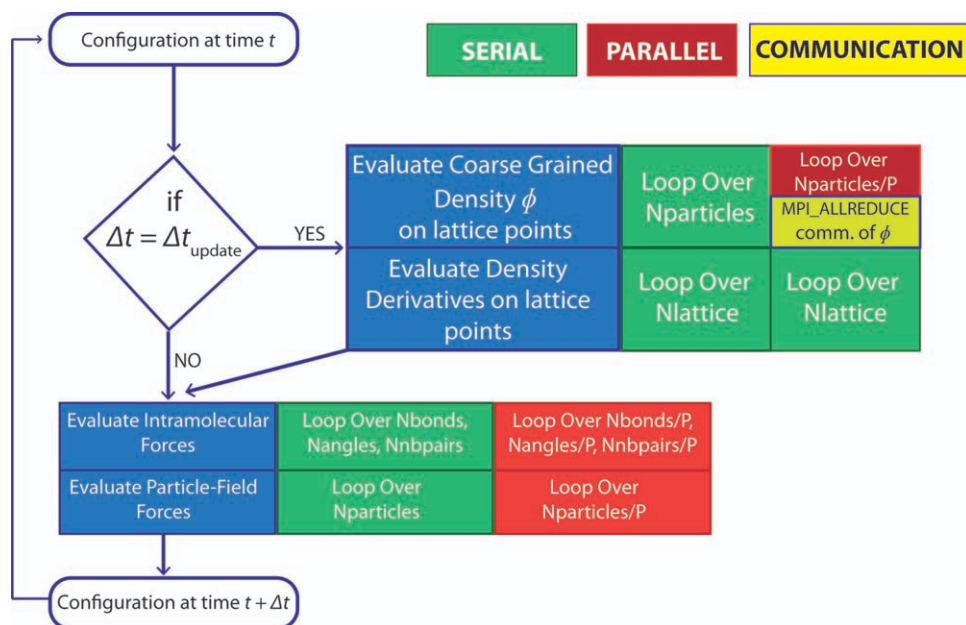 Configuration at time t
SERIAL
PARALLEL
COMMUNICATION
if
Δt = Δt update
YES
NO
Evaluate Coarse Grained
Density ϕ
on lattice points
Loop Over
Nparticles
Loop Over
Nparticles/P
MPI_ALLREDUCE
comm. of ϕ
Evaluate Density
Derivatives on lattice
points
Loop Over
Nlattice
Loop Over
Nlattice
Evaluate Intramolecular
Forces
Loop Over Nbonds,
Nangles, Nnbpairs
Loop Over Nbonds/P,
Nangles/P, Nnbpairs/P
Evaluate Particle-Field
Forces
Loop Over
Nparticles
Loop Over
Nparticles/P
Configuration at time t + Δt